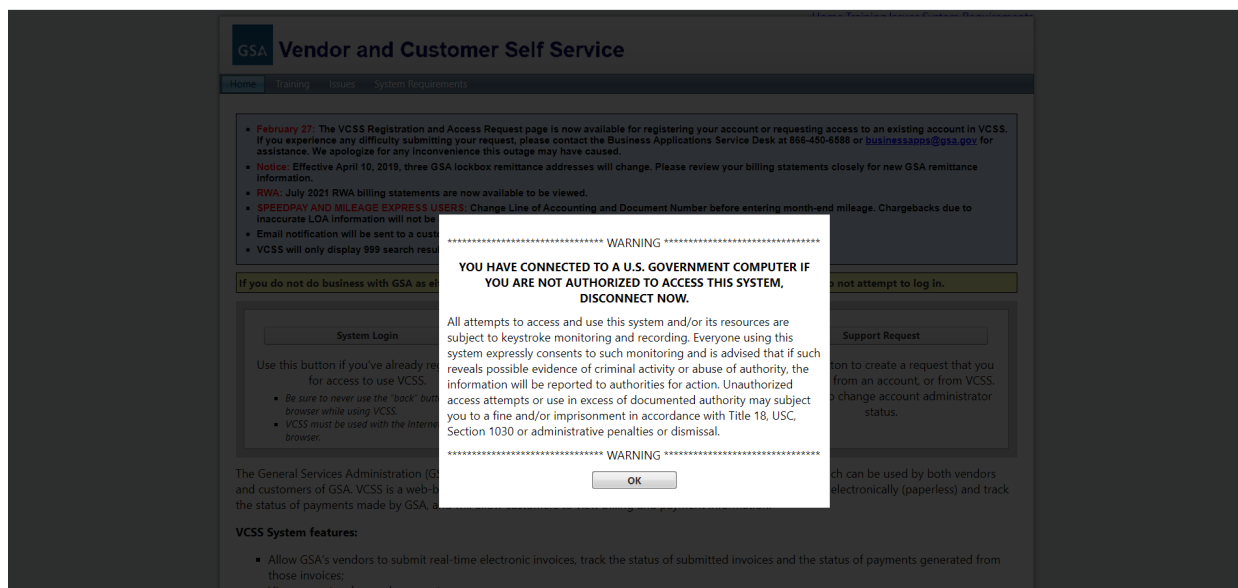 GSA Vendor and Customer Self Service
Home Training Issues System Requirements
February 27: The VCSS Registration and Access Request page is now available for registering your account or requesting access to an existing account in VCSS.
If you experience any difficulty submitting your request, please contact the Business Applications Service Desk at 866-450-6588 or businessapps@gsa.gov for
assistance. We apologize for any inconvenience this outage may have caused.
Notice: Effective April 10, 2019, three GSA lockbox remittance addresses will change. Please review your billing statements closely for new GSA remittance
information.
RWA: July 2021 RWA billing statements are now available to be viewed.
SPEEDPAY AND MILEAGE EXPRESS USERS: Change Line of Accounting and Document Number before entering month-end mileage. Chargebacks due to
inaccurate LOA information will not be
Email notification will be sent to a
VCSS will only display 999 search
If you do not do business with GSA as not attempt to log in.
System Login
Use this button if you've already
for access to use VCSS.
Be sure to never use the "back"
browser while using VCSS.
VCSS must be used with the
browser.
Support Request
to create a request that you
from an account, or from VCSS.
change account administrator
status.
******************************* WARNING *******************************
YOU HAVE CONNECTED TO A U.S. GOVERNMENT COMPUTER IF
YOU ARE NOT AUTHORIZED TO ACCESS THIS SYSTEM,
DISCONNECT NOW.
All attempts to access and use this system and/or its resources are
subject to keystroke monitoring and recording. Everyone using this
system expressly consents to such monitoring and is advised that if such
reveals possible evidence of criminal activity or abuse of authority, the
information will be reported to authorities for action. Unauthorized
access attempts or use in excess of documented authority may subject
you to a fine and/or imprisonment in accordance with Title 18, USC,
Section 1030 or administrative penalties or dismissal.
******************************* WARNING *******************************
OK
The General Services Administration can be used by both vendors
and customers of GSA. VCSS is a electronically (paperless) and track
the status of payments made by GSA,
VCSS System features:
Allow GSA's vendors to submit real-time electronic invoices, track the status of submitted invoices and the status of payments generated from
those invoices;